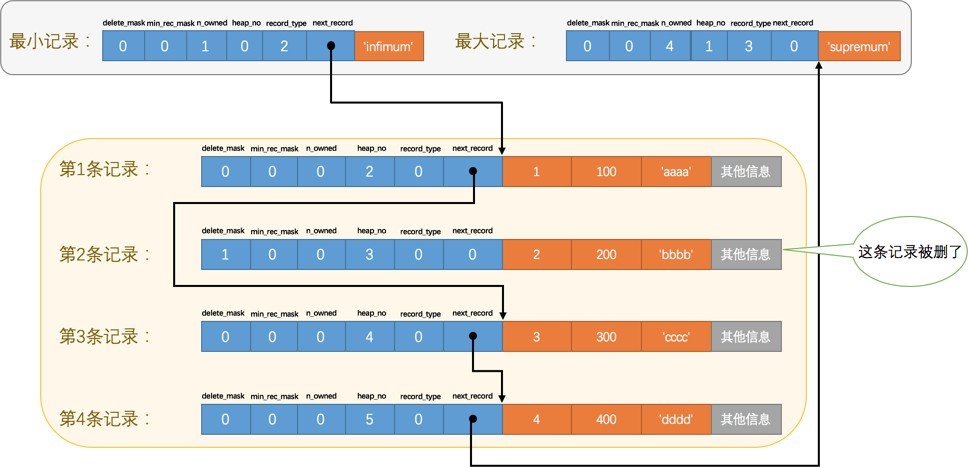 delete_mask min_rec_mask n_owned heap_no record_type next_record
最小记录： 0 0 1 0 2 'infimum'
delete_mask min_rec_mask n_owned heap_no record_type next_record
最大记录： 0 0 4 1 3 0 'supremum'
delete_mask min_rec_mask n_owned heap_no record_type next_record
第1条记录： 0 0 0 2 0 1 100 'aaaa' 其他信息
delete_mask min_rec_mask n_owned heap_no record_type next_record
第2条记录： 1 0 0 3 0 0 2 200 'bbbb' 其他信息
这条记录被删了
delete_mask min_rec_mask n_owned heap_no record_type next_record
第3条记录： 0 0 0 4 0 3 300 'cccc' 其他信息
delete_mask min_rec_mask n_owned heap_no record_type next_record
第4条记录： 0 0 0 5 0 4 400 'dddd' 其他信息